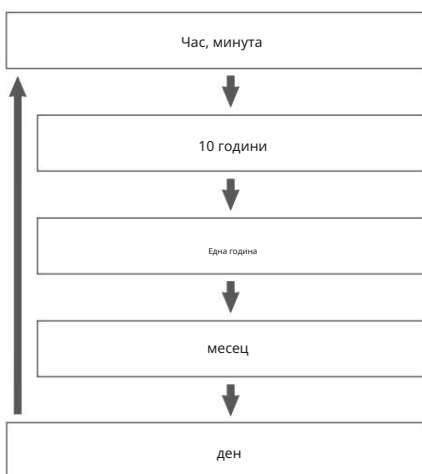 Час, минута
10 години
Една година
месец
ден